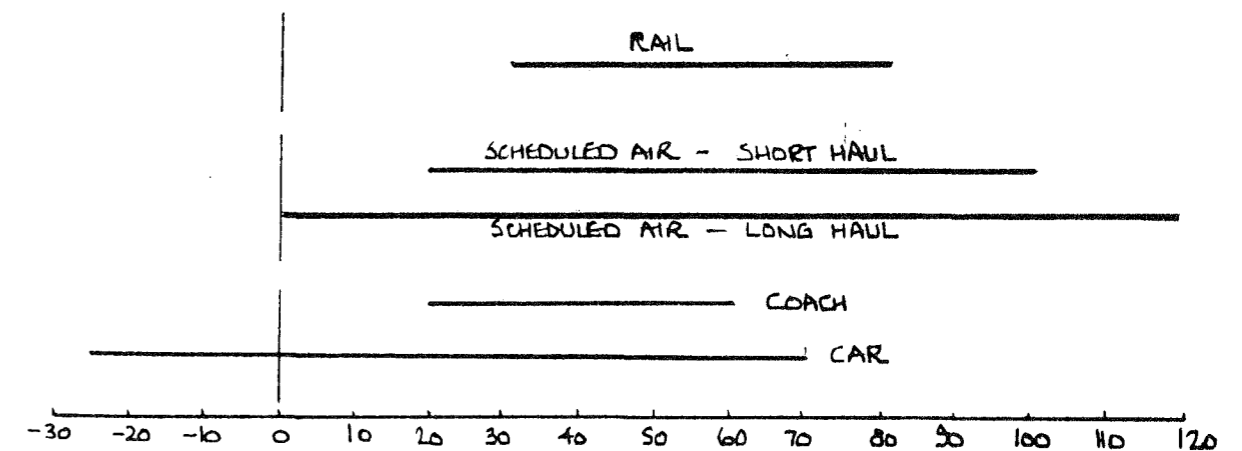 RAIL
SCHEDULED AIR - SHORT HAUL
SCHEDULED AIR - LONG HAUL
COACH
CAR
-30 -20 -10 0 10 20 30 40 50 60 70 80 90 100 110 120